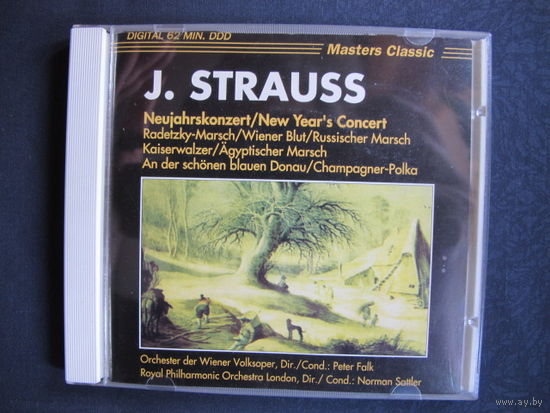 DIGITAL 62 MIN. DDD
Masters Classic
J. STRAUSS
Neujahrskonzert/New Year's Concert
Radetzky-Marsch/Wiener Blut/Russischer Marsch
Kaiserwalzer/Ägyptischer Marsch
An der schönen blauen Donau/Champagner-Polka
Orchester der Wiener Volksoper, Dir./Cond.: Peter Falk
Royal Philharmonic Orchestra London, Dir./ Cond.: Norman Sattler
www.ay.by